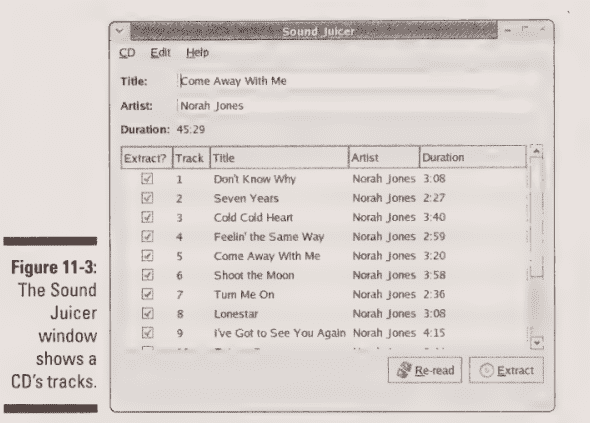 Sound Juicer
CD Edit Help
Title: Come Away With Me
Artist: Norah Jones
Duration: 45:29
Extract? Track Title Artist Duration
1 Don't Know Why Norah Jones 3:08
2 Seven Years Norah Jones 2:27
3 Cold Cold Heart Norah Jones 3:40
4 Feelin' the Same Way Norah Jones 2:59
5 Come Away With Me Norah Jones 3:20
6 Shoot the Moon Norah Jones 3:58
7 Turn Me On Norah Jones 2:36
8 Lonestar Norah Jones 3:08
9 I've Got to See You Again Norah Jones 4:15
Re-read Extract
Figure 11-3:
The Sound
Juicer
window
shows a
CD's tracks.